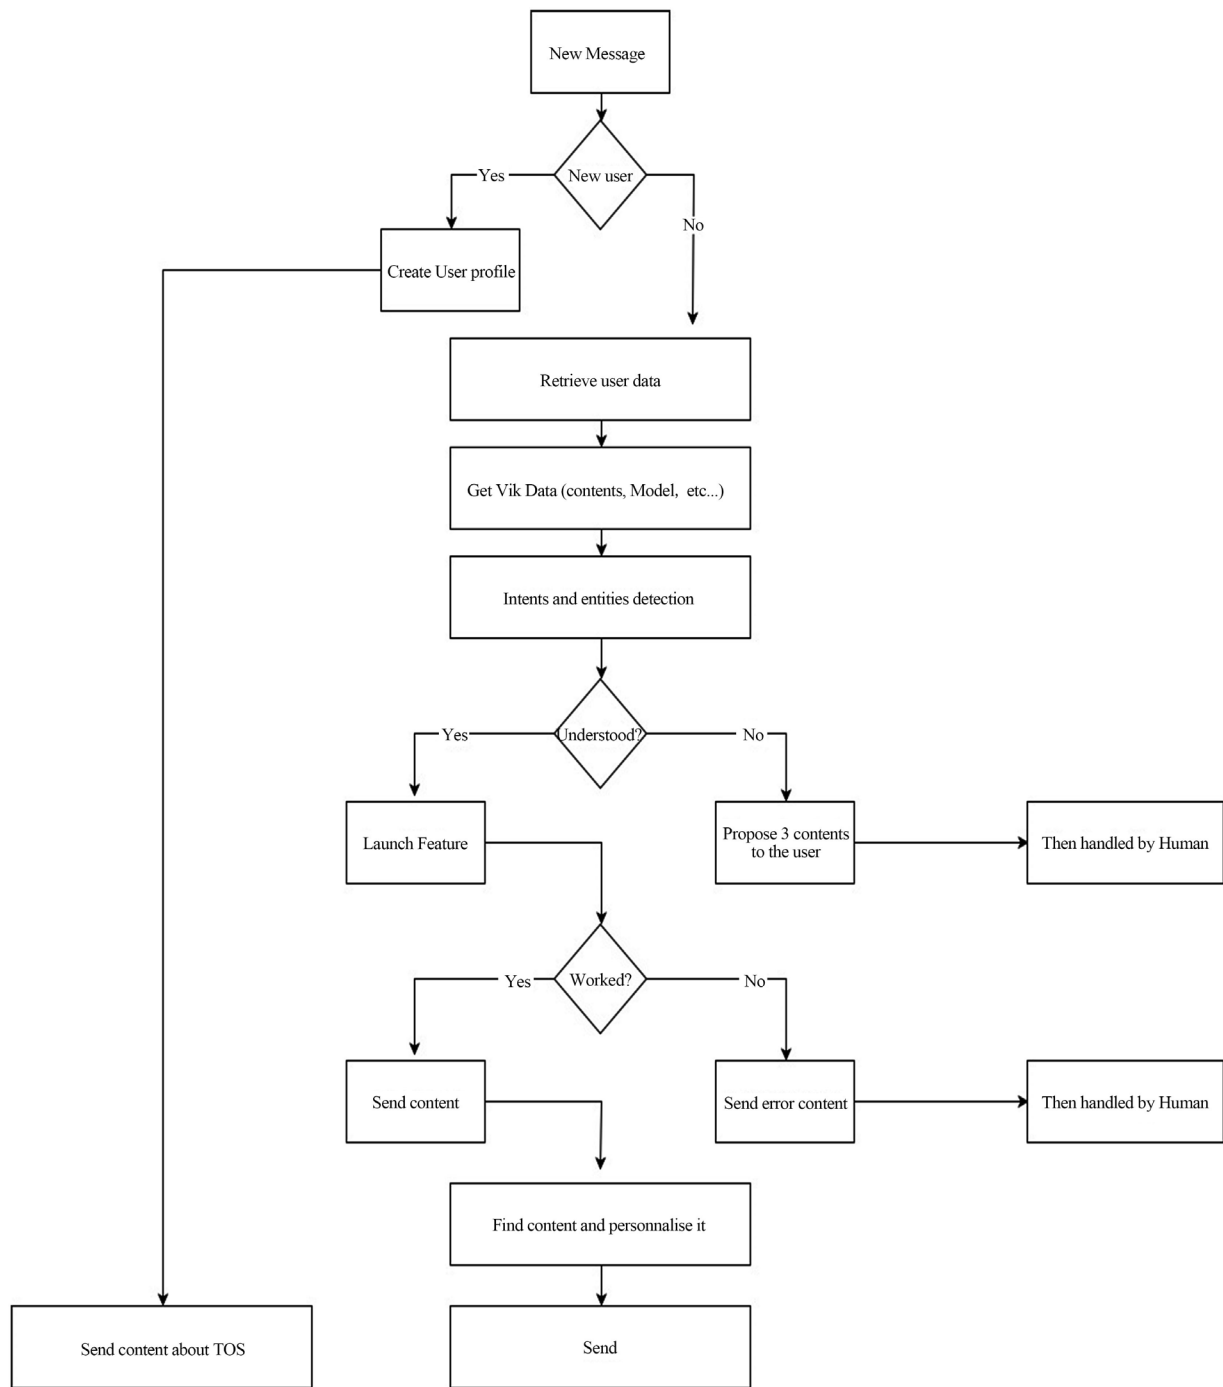 New Message
New user
Yes
No
Create User profile
Retrieve user data
Get Vik Data (contents, Model, etc...)
Intents and entities detection
Understood?
Yes
No
Launch Feature
Propose 3 contents
to the user
Then handled by Human
Worked?
Yes
No
Send content
Send error content
Then handled by Human
Find content and personnalise it
Send content about TOS
Send